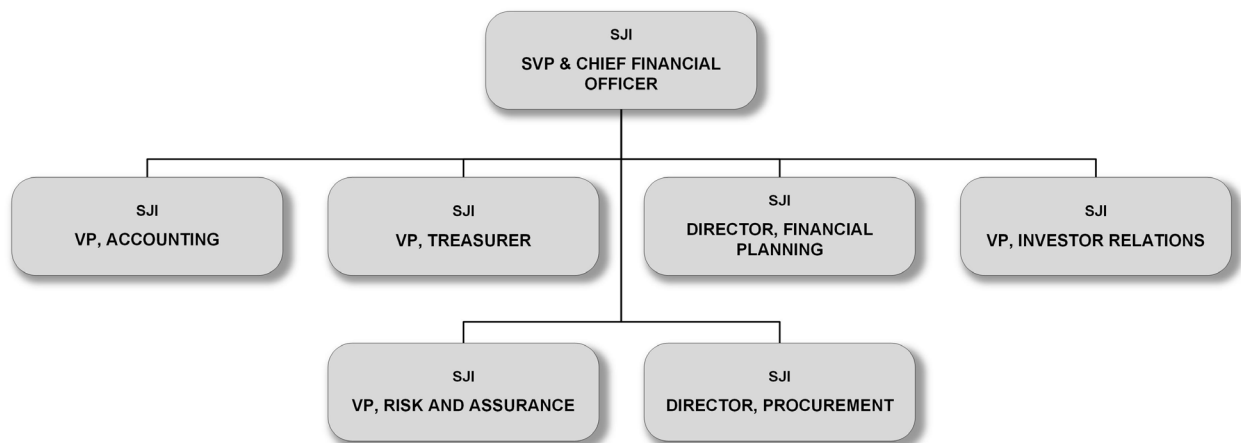 SJI
SVP & CHIEF FINANCIAL
OFFICER
SJI
VP, ACCOUNTING
SJI
VP, TREASURER
SJI
DIRECTOR, FINANCIAL
PLANNING
SJI
VP, INVESTOR RELATIONS
SJI
VP, RISK AND ASSURANCE
SJI
DIRECTOR, PROCUREMENT